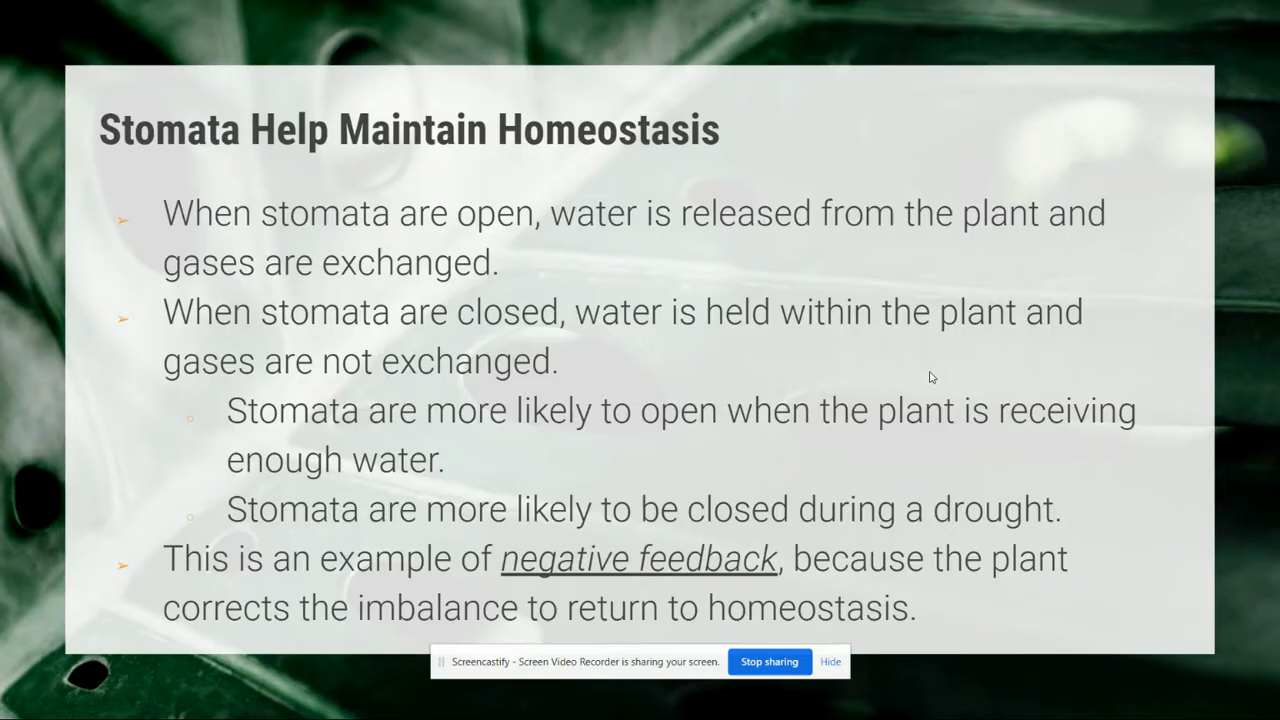 Stomata Help Maintain Homeostasis
➢ When stomata are open, water is released from the plant and
gases are exchanged.
➢ When stomata are closed, water is held within the plant and
gases are not exchanged.
○ Stomata are more likely to open when the plant is receiving
enough water.
○ Stomata are more likely to be closed during a drought.
➢ This is an example of negative feedback, because the plant
corrects the imbalance to return to homeostasis.
Screencastify - Screen Video Recorder is sharing your screen. Stop sharing Hide